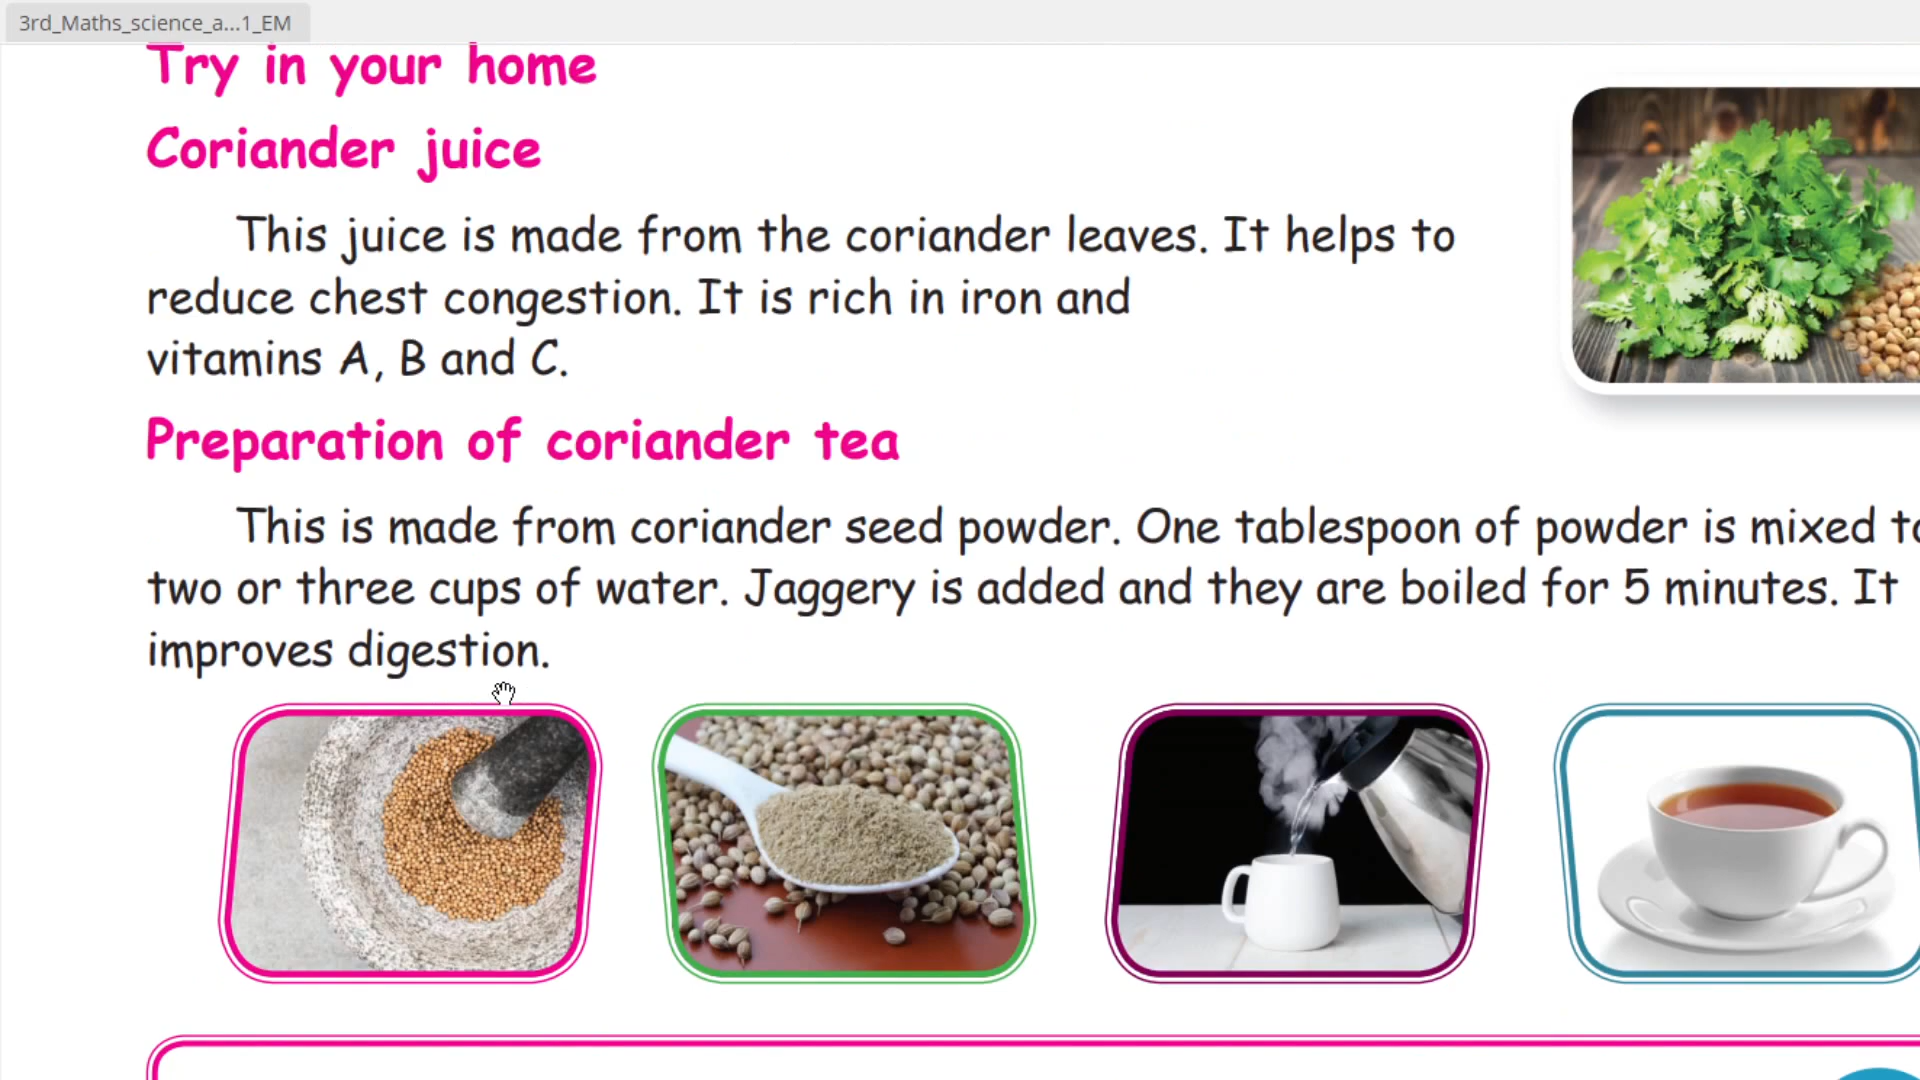 3rd_Maths_science_a...1_EM
Try in your home
Coriander juice
This juice is made from the coriander leaves. It helps to
reduce chest congestion. It is rich in iron and
vitamins A, B and C.
Preparation of coriander tea
This is made from coriander seed powder. One tablespoon of powder is mixed
two or three cups of water. Jaggery is added and they are boiled for 5 minutes. It
improves digestion.